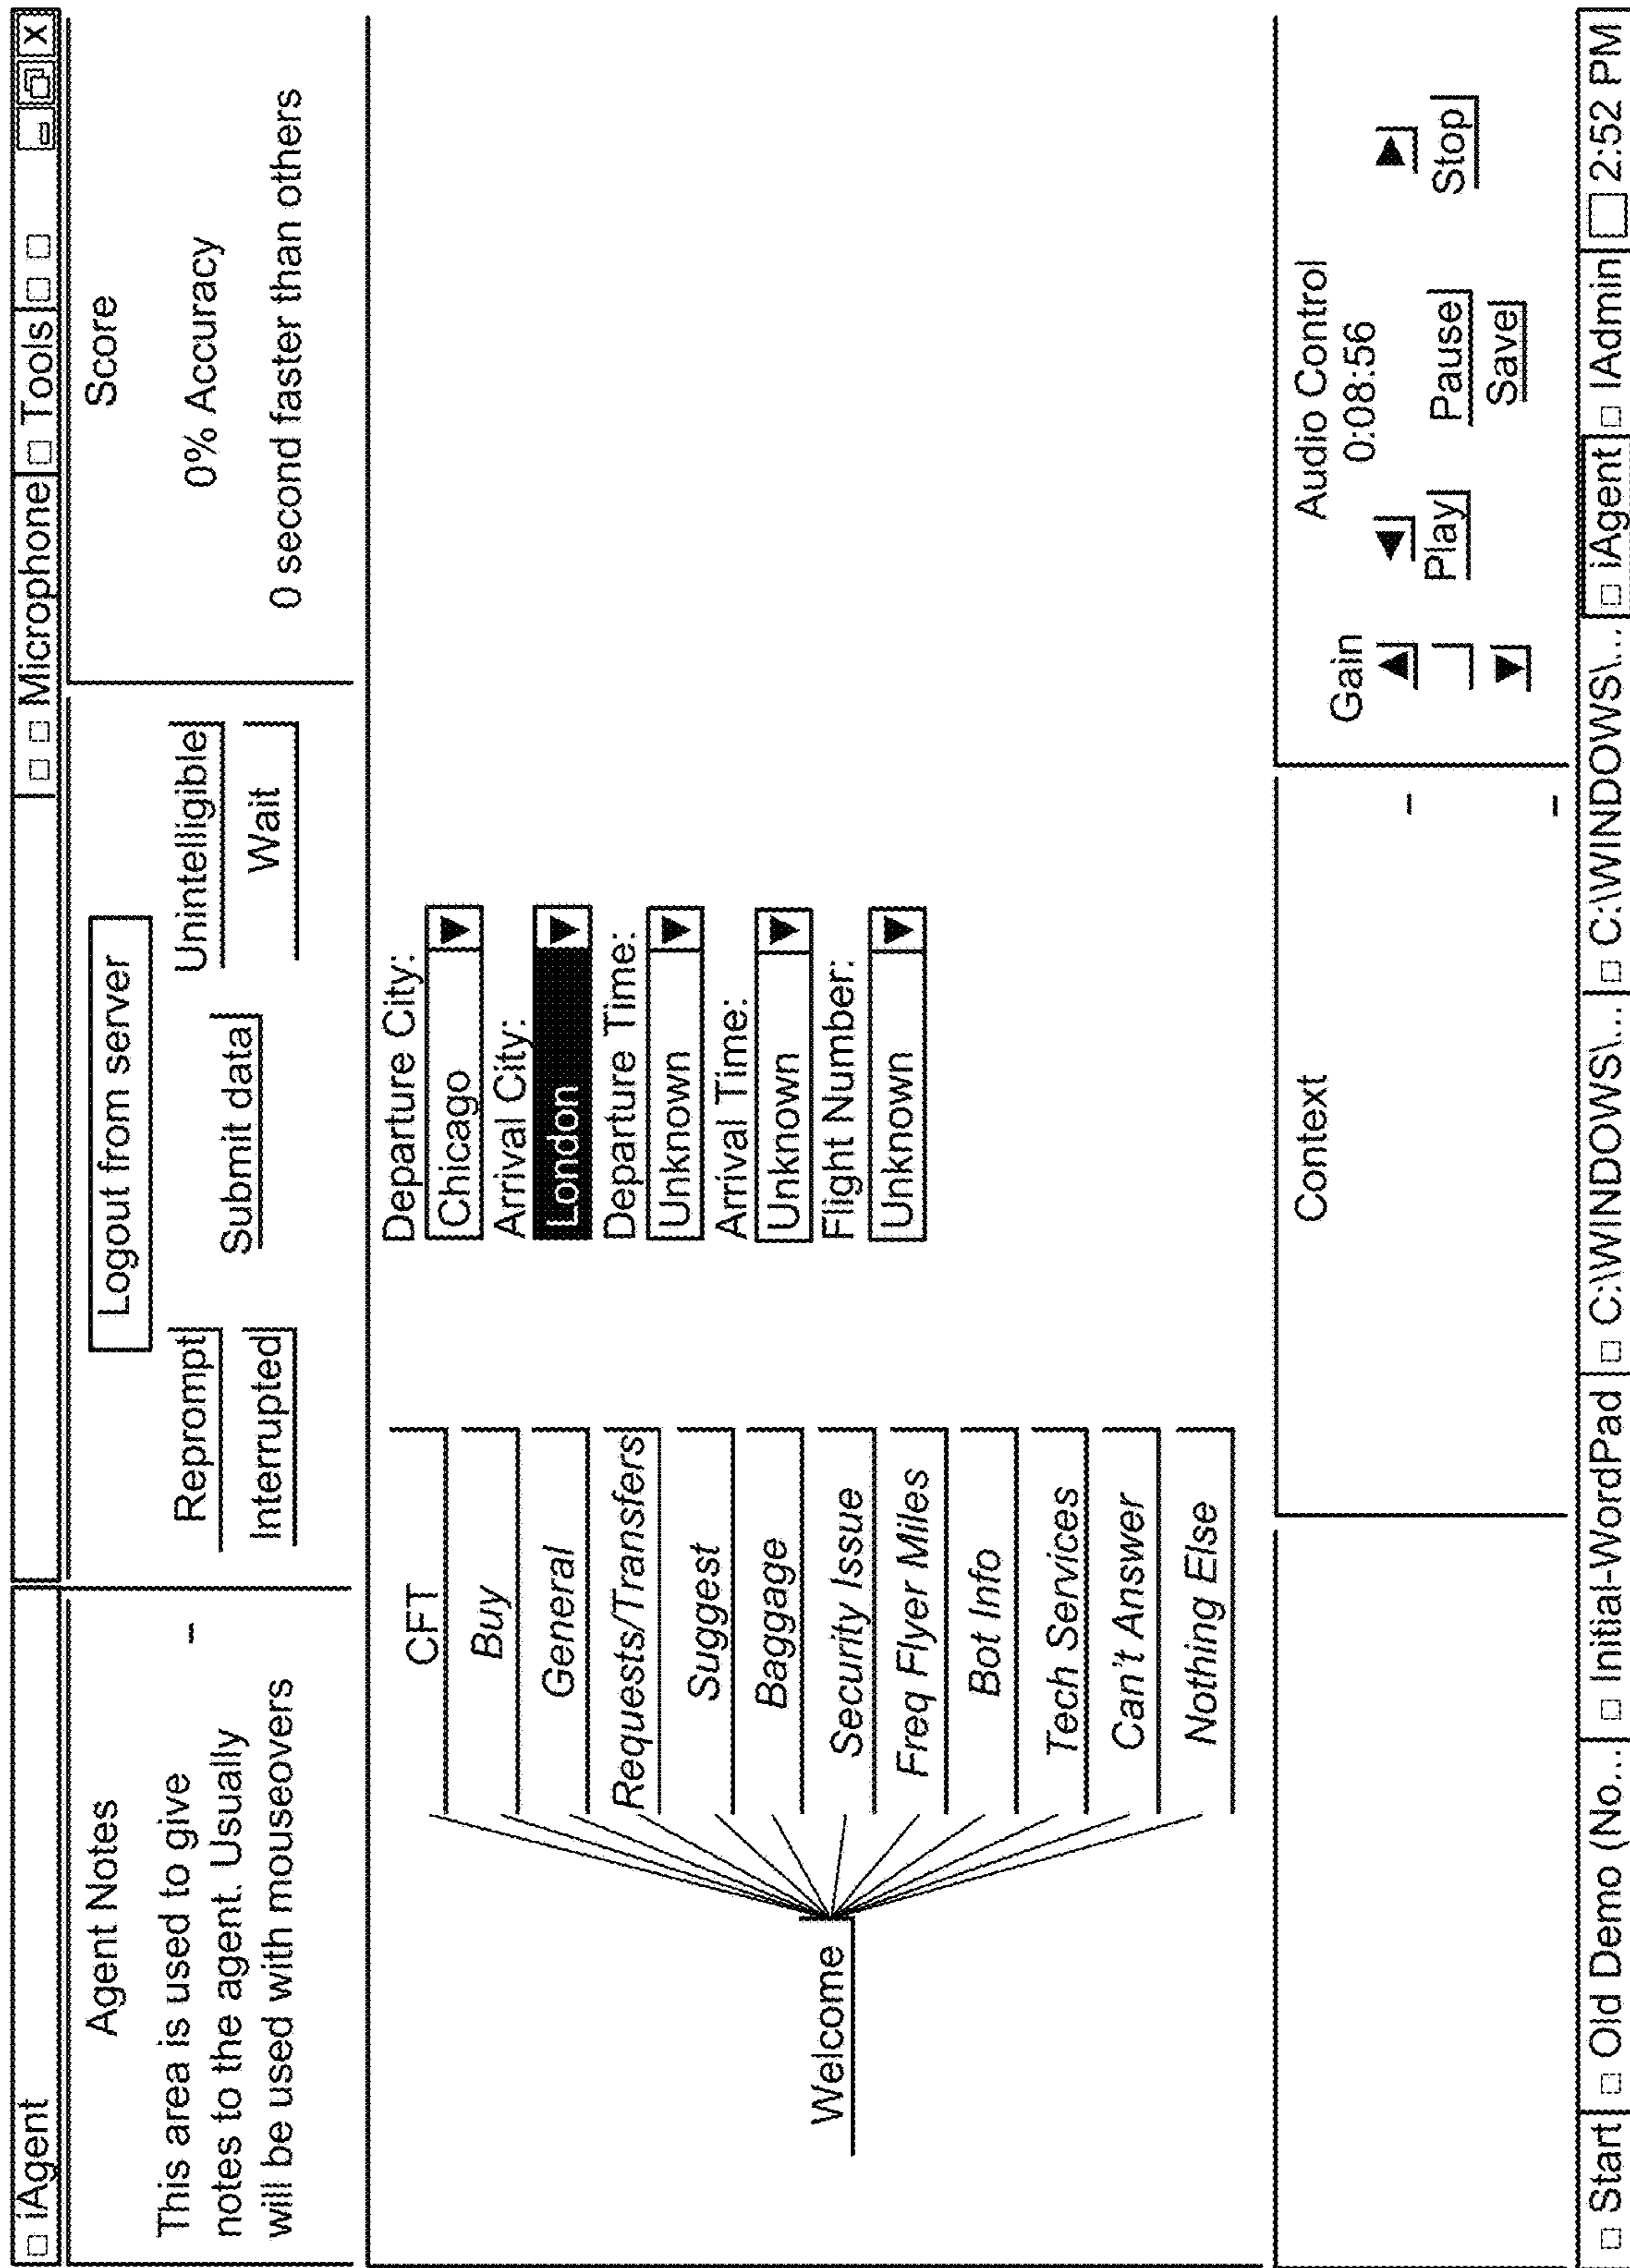 iAgent
Microphone
Tools
X
Agent Notes
This area is used to give
notes to the agent. Usually
will be used with mouseovers
Logout from server
Reprompt
Submit data
Unintelligible
Interrupted
Wait
Score
0% Accuracy
0 second faster than others
Welcome
CFT
Buy
General
Requests/Transfers
Suggest
Baggage
Security Issue
Freq Flyer Miles
Bot Info
Tech Services
Can't Answer
Nothing Else
Departure City:
Chicago
Arrival City:
London
Departure Time:
Unknown
Arrival Time:
Unknown
Flight Number:
Unknown
Context
Audio Control
Gain
0:08:56
Play
Pause
Stop
Save
Start
Old Demo (No...
Initial-WordPad
C:\WINDOWS\...
C:\WINDOWS\...
iAgent
IAdmin
2:52 PM